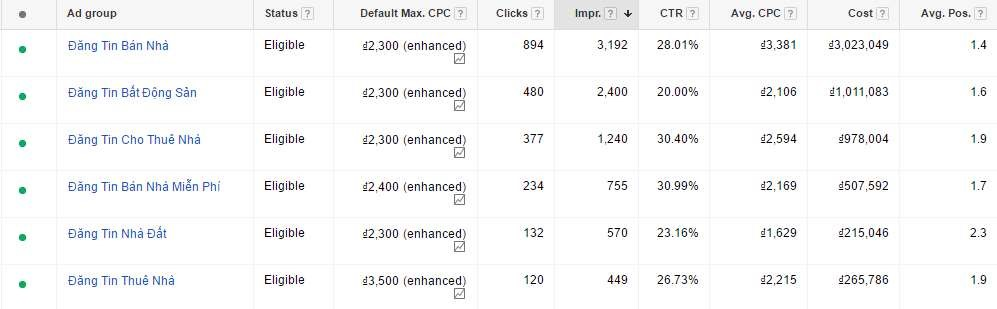 Ad group Status ? Default Max. CPC ? Clicks ? Impr. ? ↓ CTR ? Avg. CPC ? Cost ? Avg. Pos. ?
Đăng Tin Bán Nhà Eligible ₫2,300 (enhanced) 894 3,192 28.01% ₫3,381 ₫3,023,049 1.4
Đăng Tin Bất Động Sản Eligible ₫2,300 (enhanced) 480 2,400 20.00% ₫2,106 ₫1,011,083 1.6
Đăng Tin Cho Thuê Nhà Eligible ₫2,300 (enhanced) 377 1,240 30.40% ₫2,594 ₫978,004 1.9
Đăng Tin Bán Nhà Miễn Phí Eligible ₫2,400 (enhanced) 234 755 30.99% ₫2,169 ₫507,592 1.7
Đăng Tin Nhà Đất Eligible ₫2,300 (enhanced) 132 570 23.16% ₫1,629 ₫215,046 2.3
Đăng Tin Thuê Nhà Eligible ₫3,500 (enhanced) 120 449 26.73% ₫2,215 ₫265,786 1.9